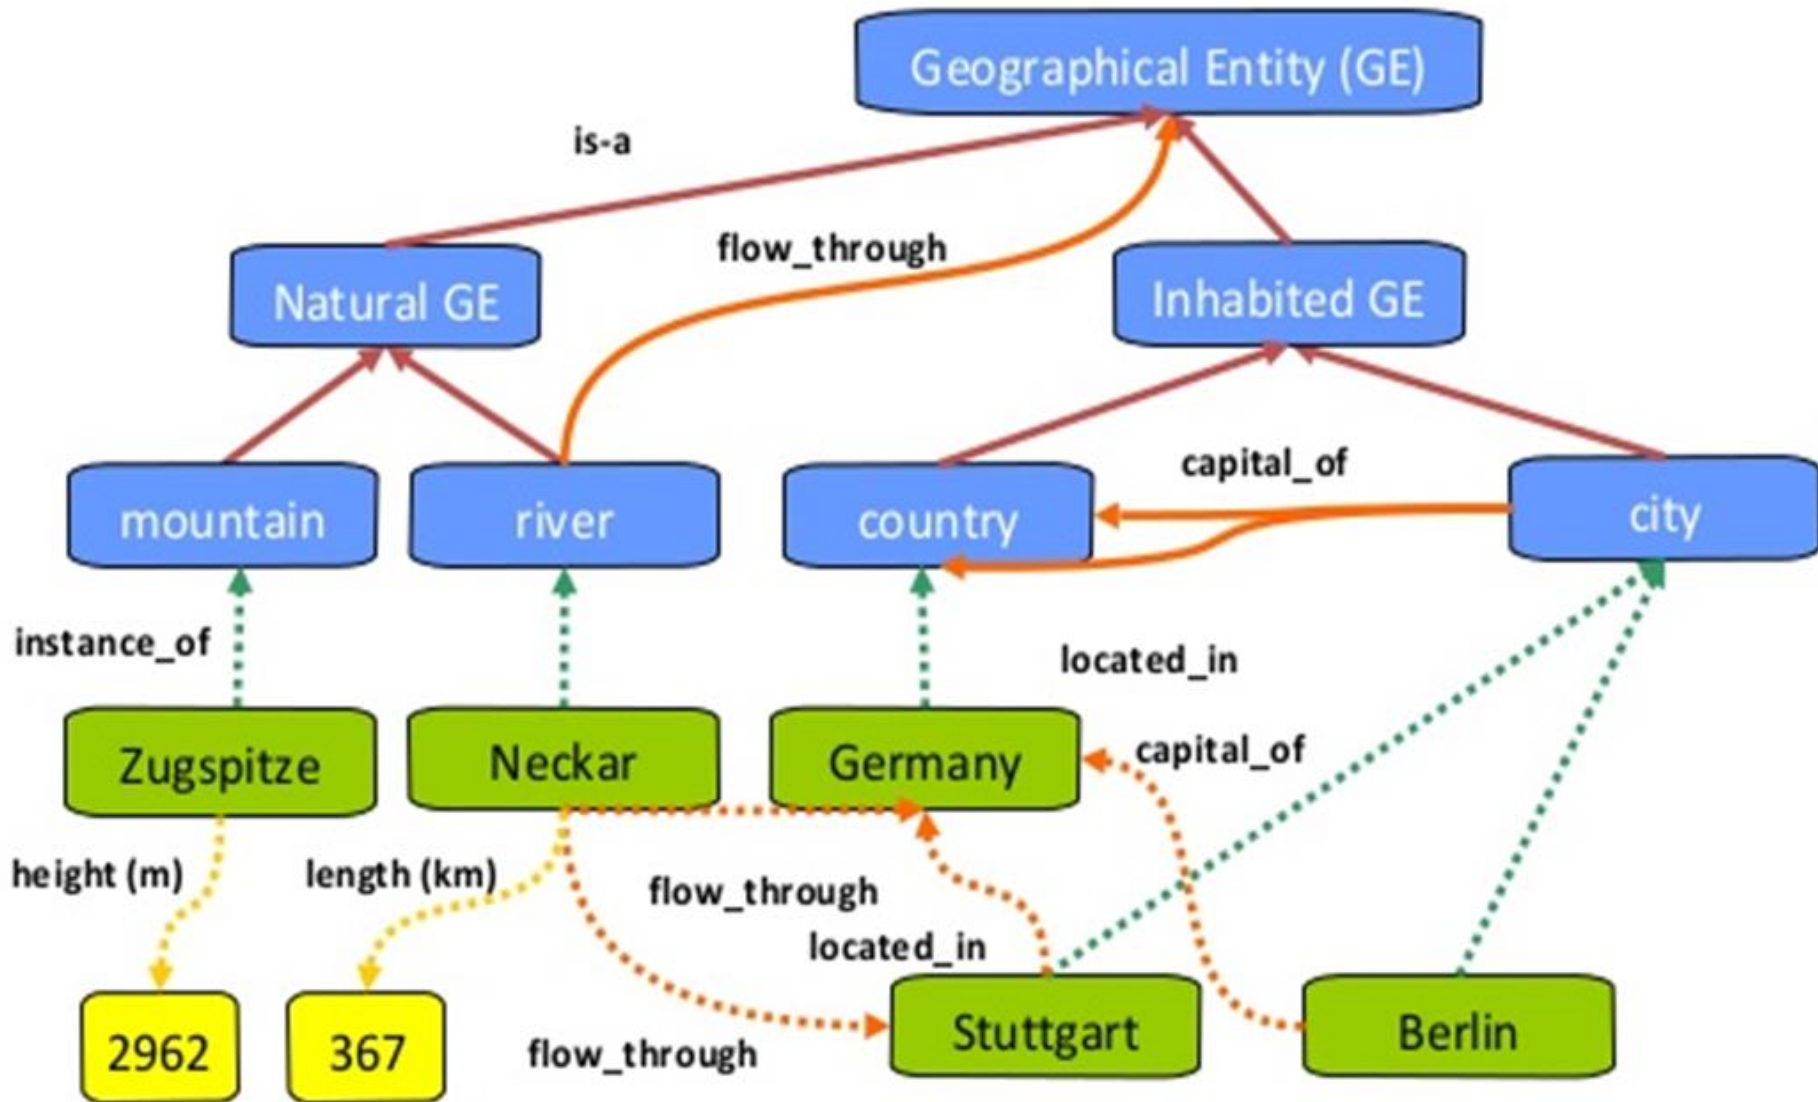 Geographical Entity (GE)
is-a
flow_through
Natural GE
Inhabited GE
capital_of
mountain
river
country
city
instance_of
located_in
Zugspitze
Neckar
Germany
capital_of
height (m)
length (km)
flow_through
located_in
2962
367
flow_through
Stuttgart
Berlin